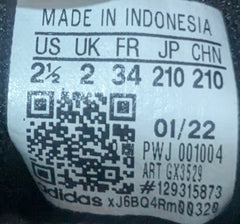 MADE IN INDONESIA
US UK FR JP CHN
2½ 2 34 210 210
01/22
PWJ 001004
ART GX3529
#129315873
adidas xJ6BQ4Rm00320